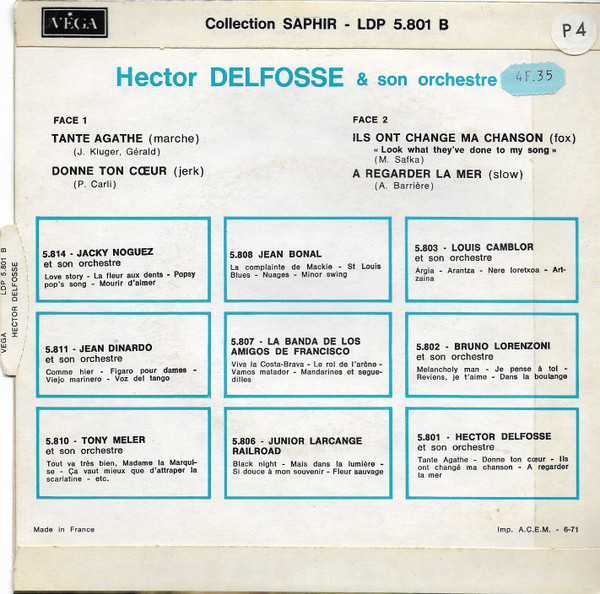 VÉGA
Collection SAPHIR - LDP 5.801 B
P4
Hector DELFOSSE & son orchestre
4F.35
FACE 1
TANTE AGATHE (marche)
(J. Kluger, Gérald)
DONNE TON CŒUR (jerk)
(P. Carli)
FACE 2
ILS ONT CHANGE MA CHANSON (fox)
« Look what they've done to my song »
(M. Safka)
A REGARDER LA MER (slow)
(A. Barrière)
VEGA LDP 5.801 B
HECTOR DELFOSSE
5.814 - JACKY NOGUEZ
et son orchestre
Love story - La fleur aux dents - Popsy
pop's song - Mourir d'aimer
5.808 JEAN BONAL
La complainte de Mackie - St Louis
Blues - Nuages - Minor swing
5.803 - LOUIS CAMBLOR
et son orchestre
Argia - Arantza - Nere loretxoa - Art-
zaina
5.811 - JEAN DINARDO
et son orchestre
Comme hier - Figaro pour dames -
Viejo marinero - Voz del tango
5.807 - LA BANDA DE LOS
AMIGOS DE FRANCISCO
Viva la Costa-Brava - Le roi de l'arène -
Vamos matador - Mandarines et segue-
dilles
5.802 - BRUNO LORENZONI
et son orchestre
Melancholy man - Je pense à toi -
Reviens, je t'aime - Dans la boulange
5.810 - TONY MELER
et son orchestre
Tout va très bien, Madame la Marqui-
se - Ça vaut mieux que d'attraper la
scarlatine - etc.
5.806 - JUNIOR LARCANGE
RAILROAD
Black night - Mais dans la lumière -
Si douce à mon souvenir - Fleur sauvage
5.801 - HECTOR DELFOSSE
et son orchestre
Tante Agathe - Donne ton cœur - Ils
ont changé ma chanson - A regarder
la mer
Made in France
Imp. A.C.E.M. - 6-71